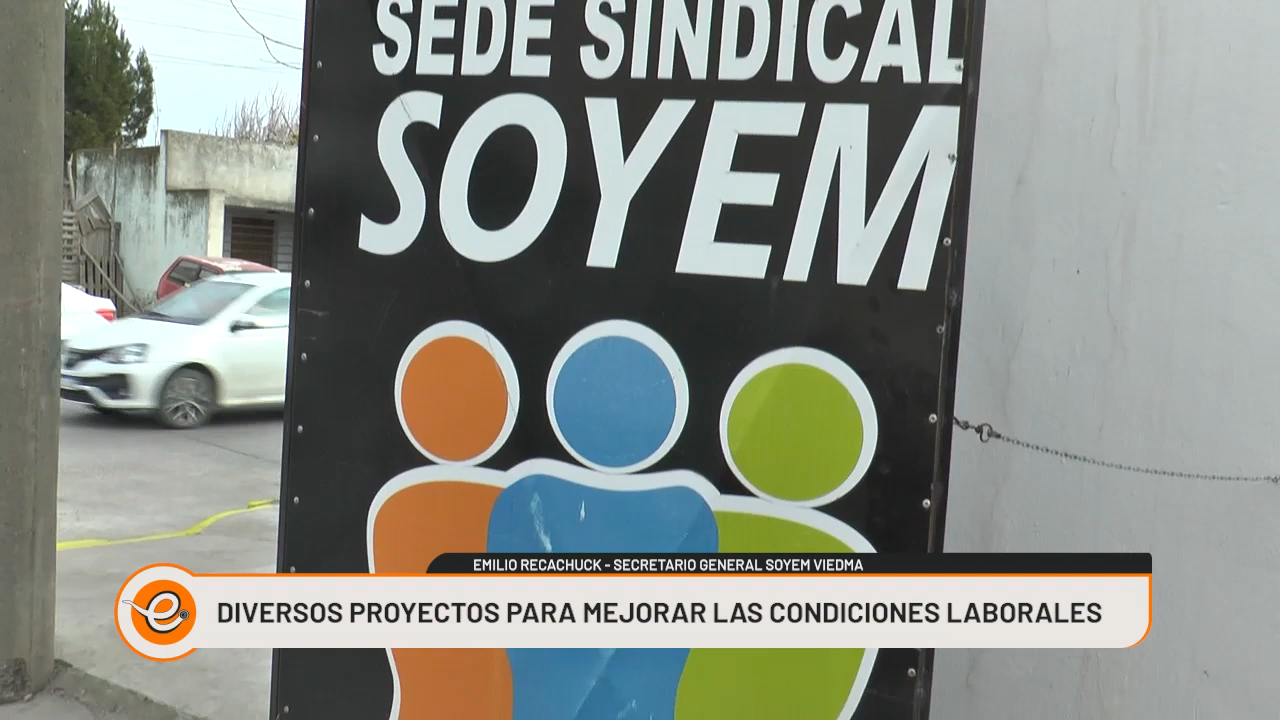 SEDE SINDICAL
SOYEM
EMILIO RECACHUCK - SECRETARIO GENERAL SOYEM VIEDMA
e
DIVERSOS PROYECTOS PARA MEJORAR LAS CONDICIONES LABORALES